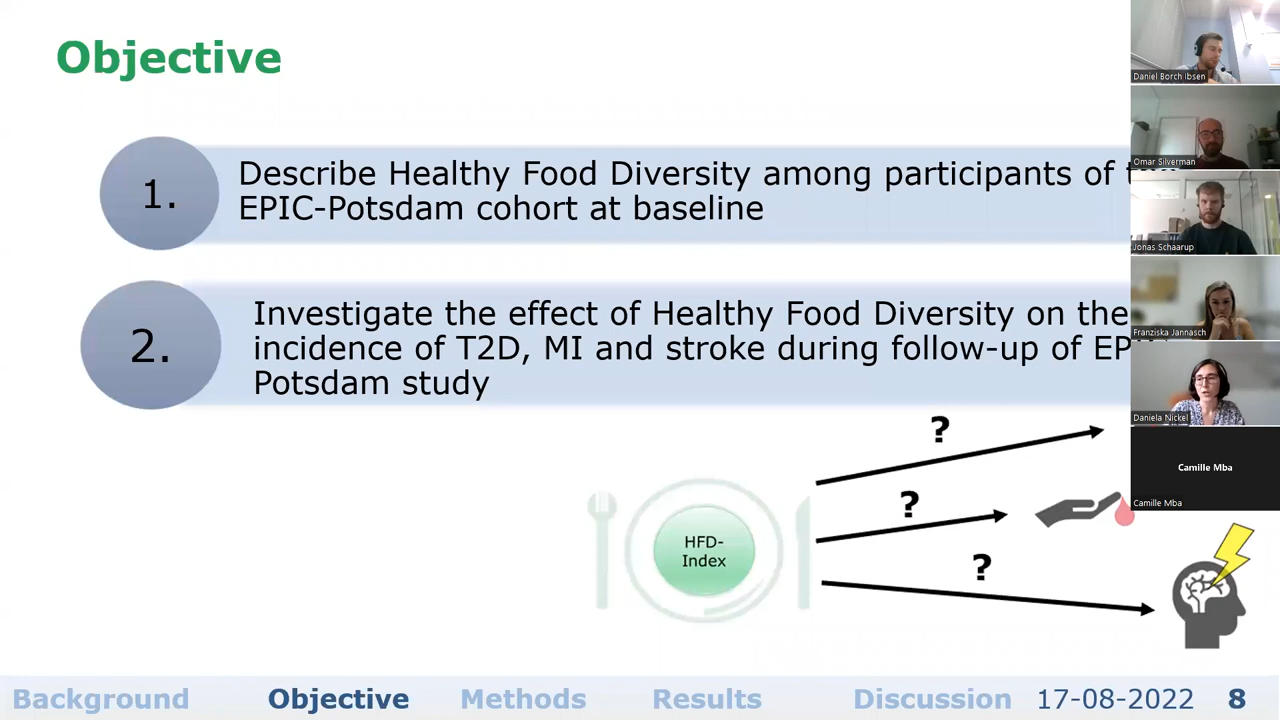 Objective
1.
Describe Healthy Food Diversity among participants of
EPIC-Potsdam cohort at baseline
2.
Investigate the effect of Healthy Food Diversity on the
incidence of T2D, MI and stroke during follow-up of
Potsdam study
?
?
?
HFD-
Index
Daniel Borch Ibsen
Omar Silverman
Jonas Schaarup
Franziska Jannasch
Daniela Nickel
Camille Mba
Camille Mba
Background Objective Methods Results Discussion 17-08-2022 8